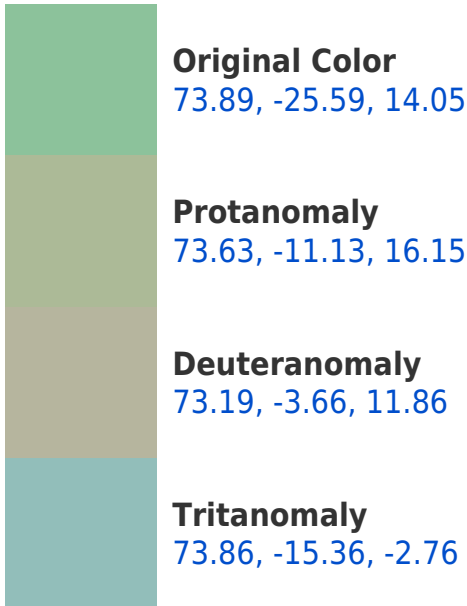 Original Color
73.89, -25.59, 14.05
Protanomaly
73.63, -11.13, 16.15
Deuteranomaly
73.19, -3.66, 11.86
Tritanomaly
73.86, -15.36, -2.76